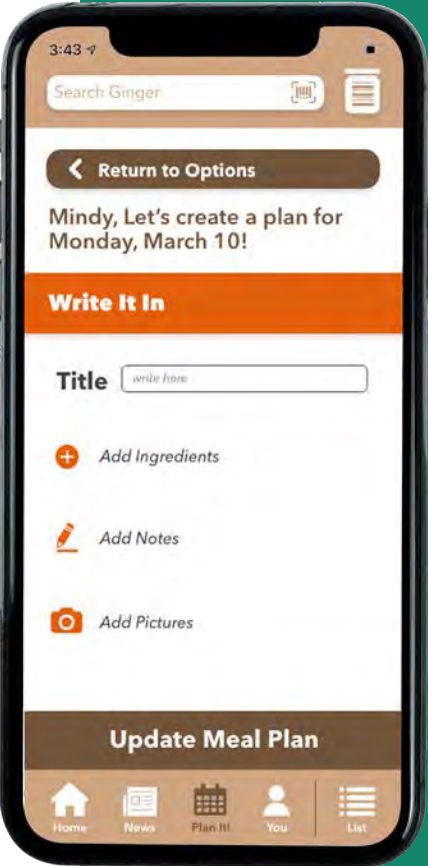 3:43
Search Ginger
Return to Options
Mindy, Let's create a plan for
Monday, March 10!
Write It In
Title write here
Add Ingredients
Add Notes
Add Pictures
Update Meal Plan
Home News Plan It! You List